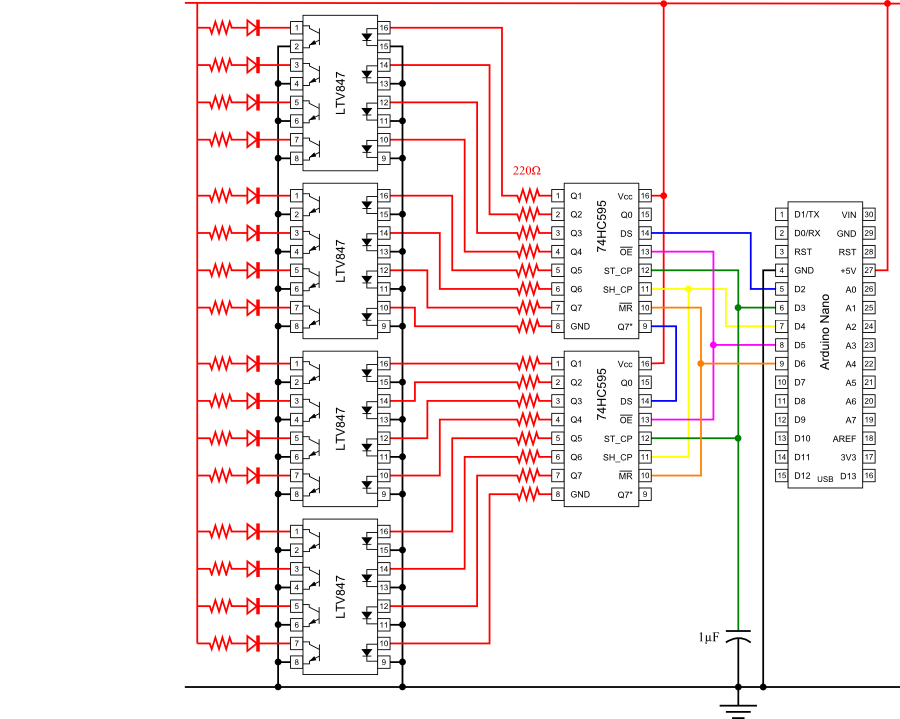 1 16
2 15
3 14
4 13
5 12
6 11
7 10
8 9
LTV847
1 16
2 15
3 14
4 13
5 12
6 11
7 10
8 9
LTV847
1 16
2 15
3 14
4 13
5 12
6 11
7 10
8 9
LTV847
1 16
2 15
3 14
4 13
5 12
6 11
7 10
8 9
LTV847
220Ω
1 Q1 Vcc 16
2 Q2 Q0 15
3 Q3 DS 14
4 Q4 OE 13
5 Q5 ST_CP 12
6 Q6 SH_CP 11
7 Q7 MR 10
8 GND Q7" 9
74HC595
1 Q1 Vcc 16
2 Q2 Q0 15
3 Q3 DS 14
4 Q4 OE 13
5 Q5 ST_CP 12
6 Q6 SH_CP 11
7 Q7 MR 10
8 GND Q7" 9
74HC595
1 D1/TX VIN 30
2 D0/RX GND 29
3 RST RST 28
4 GND +5V 27
5 D2 A0 26
6 D3 A1 25
7 D4 A2 24
8 D5 A3 23
9 D6 A4 22
10 D7 A5 21
11 D8 A6 20
12 D9 A7 19
13 D10 AREF 18
14 D11 3V3 17
15 D12 USB D13 16
Arduino Nano
1µF